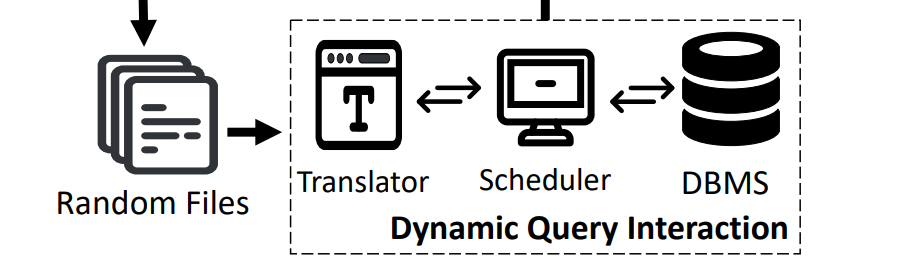 T
Translator
Scheduler
DBMS
Random Files
Dynamic Query Interaction